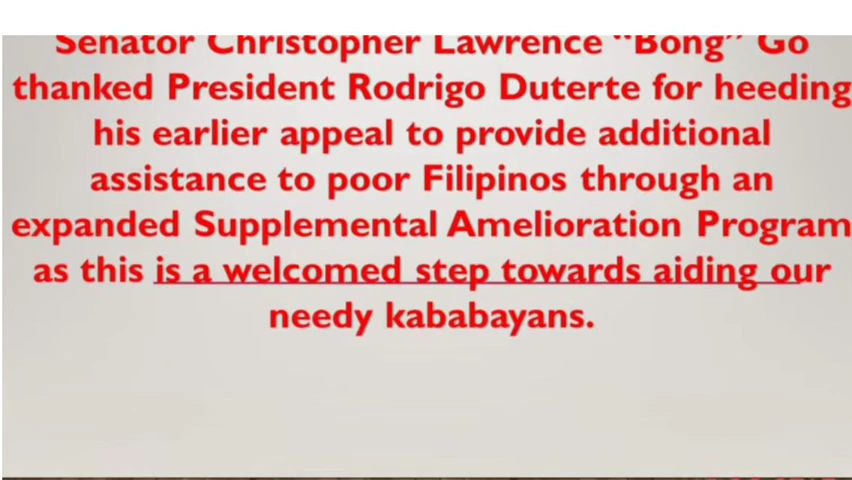 Senator Christopher Lawrence “Bong” Go
thanked President Rodrigo Duterte for heeding
his earlier appeal to provide additional
assistance to poor Filipinos through an
expanded Supplemental Amelioration Program
as this is a welcomed step towards aiding our
needy kababayans.